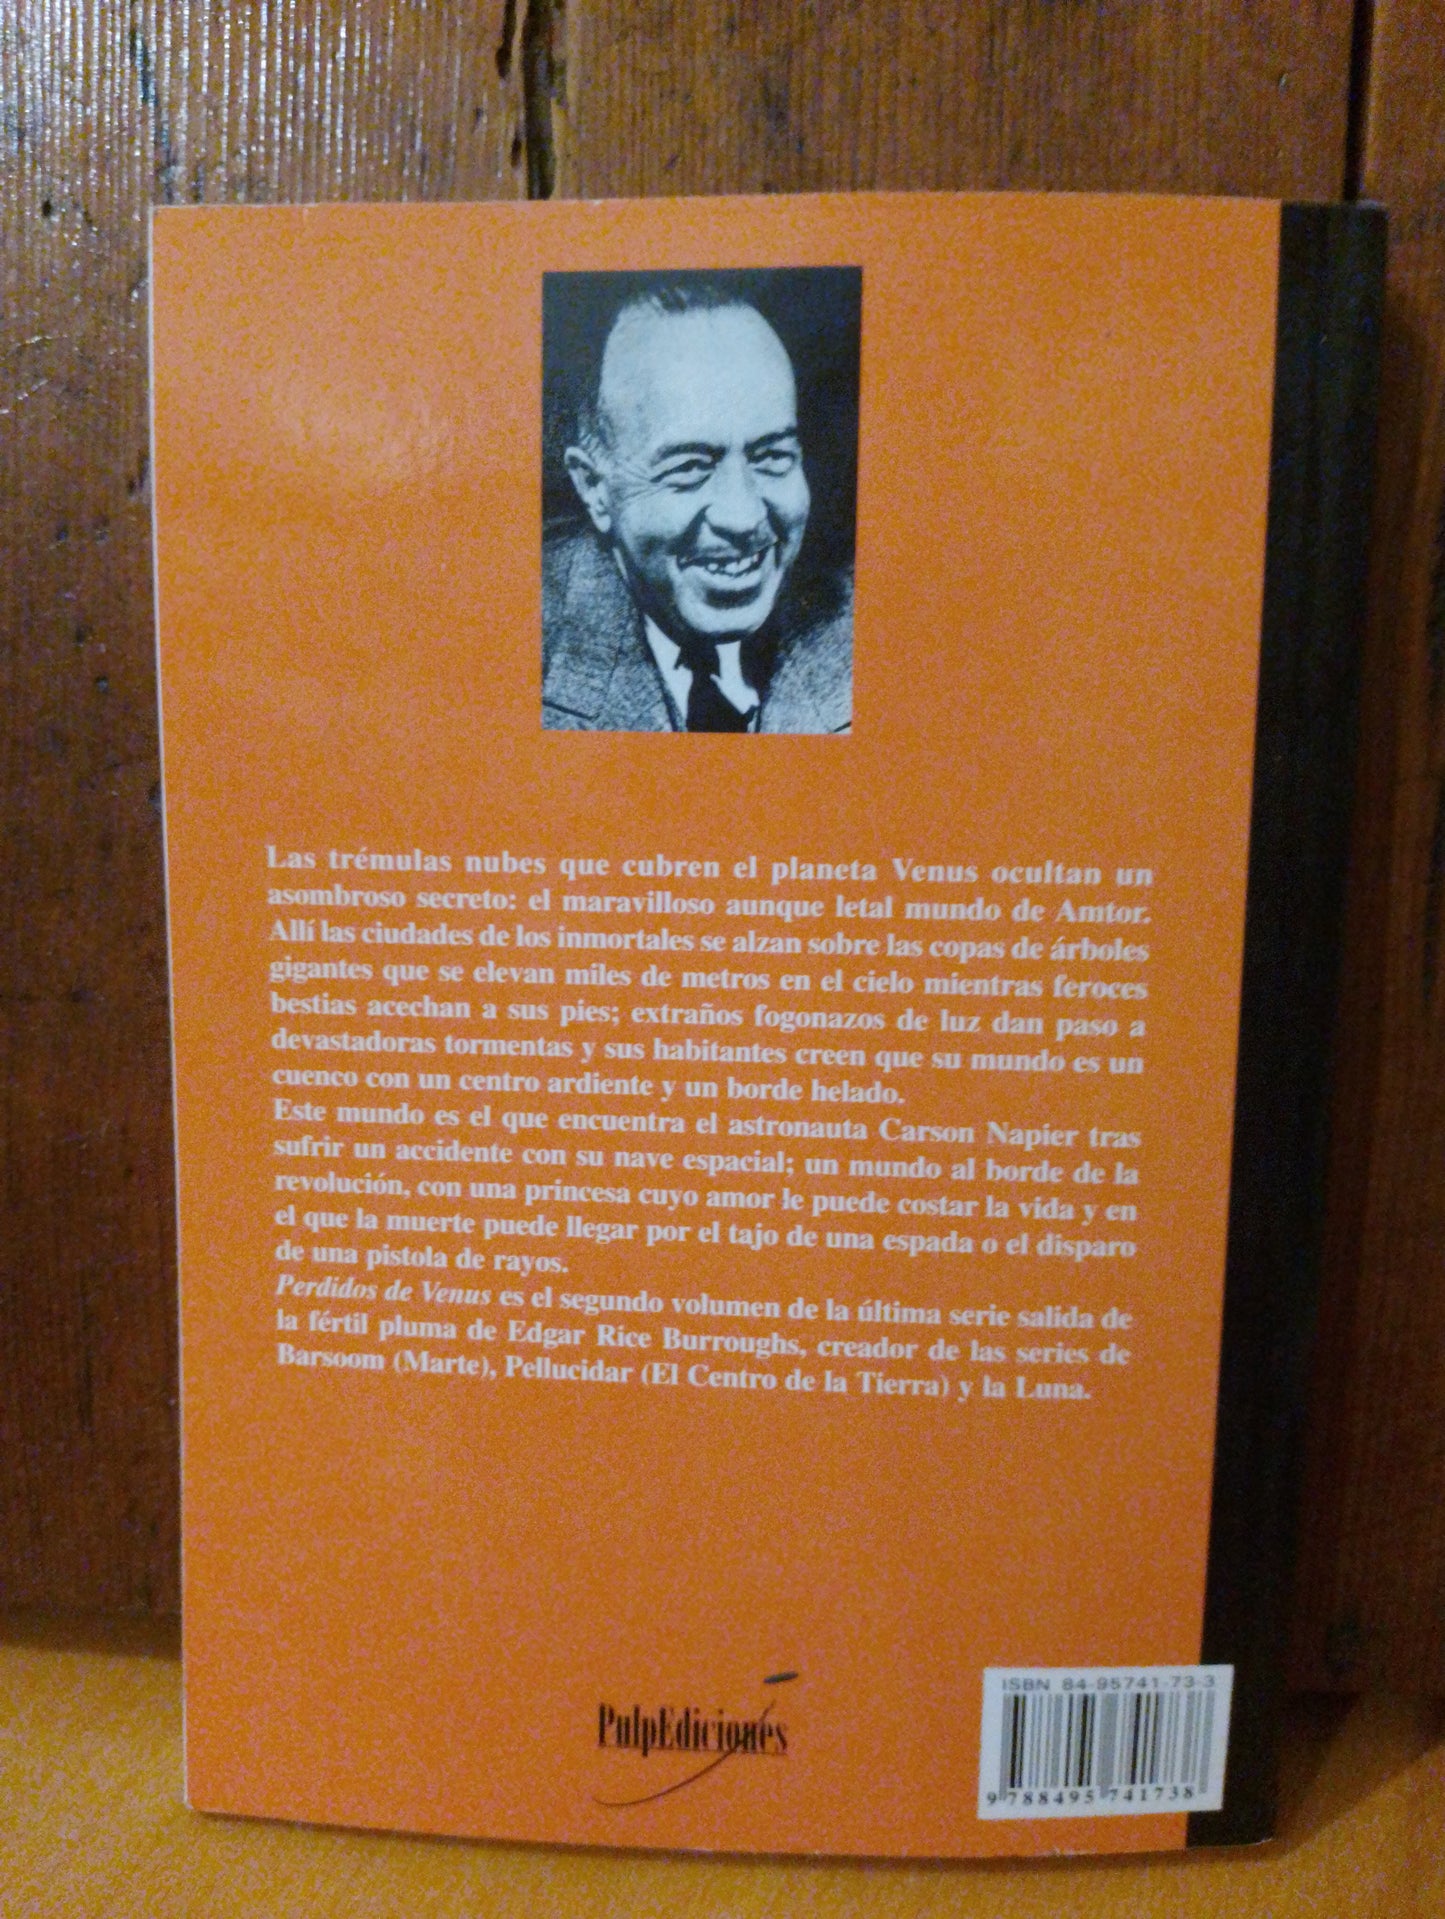 Las trémulas nubes que cubren el planeta Venus ocultan un
asombroso secreto: el maravilloso aunque letal mundo de Amtor.
Allí las ciudades de los inmortales se alzan sobre las copas de árboles
gigantes que se elevan miles de metros en el cielo mientras feroces
bestias acechan a sus pies; extraños fogonazos de luz dan paso a
devastadoras tormentas y sus habitantes creen que su mundo es un
cuenco con un centro ardiente y un borde helado.
Este mundo es el que encuentra el astronauta Carson Napier tras
sufrir un accidente con su nave espacial; un mundo al borde de la
revolución, con una princesa cuyo amor le puede costar la vida y en
el que la muerte puede llegar por el tajo de una espada o el disparo
de una pistola de rayos.
Perdidos de Venus es el segundo volumen de la última serie salida de
la fértil pluma de Edgar Rice Burroughs, creador de las series de
Barsoom (Marte), Pellucidar (El Centro de la Tierra) y la Luna.
PulpEdiciones
ISBN 84-95741-73-3
9 788495 741738